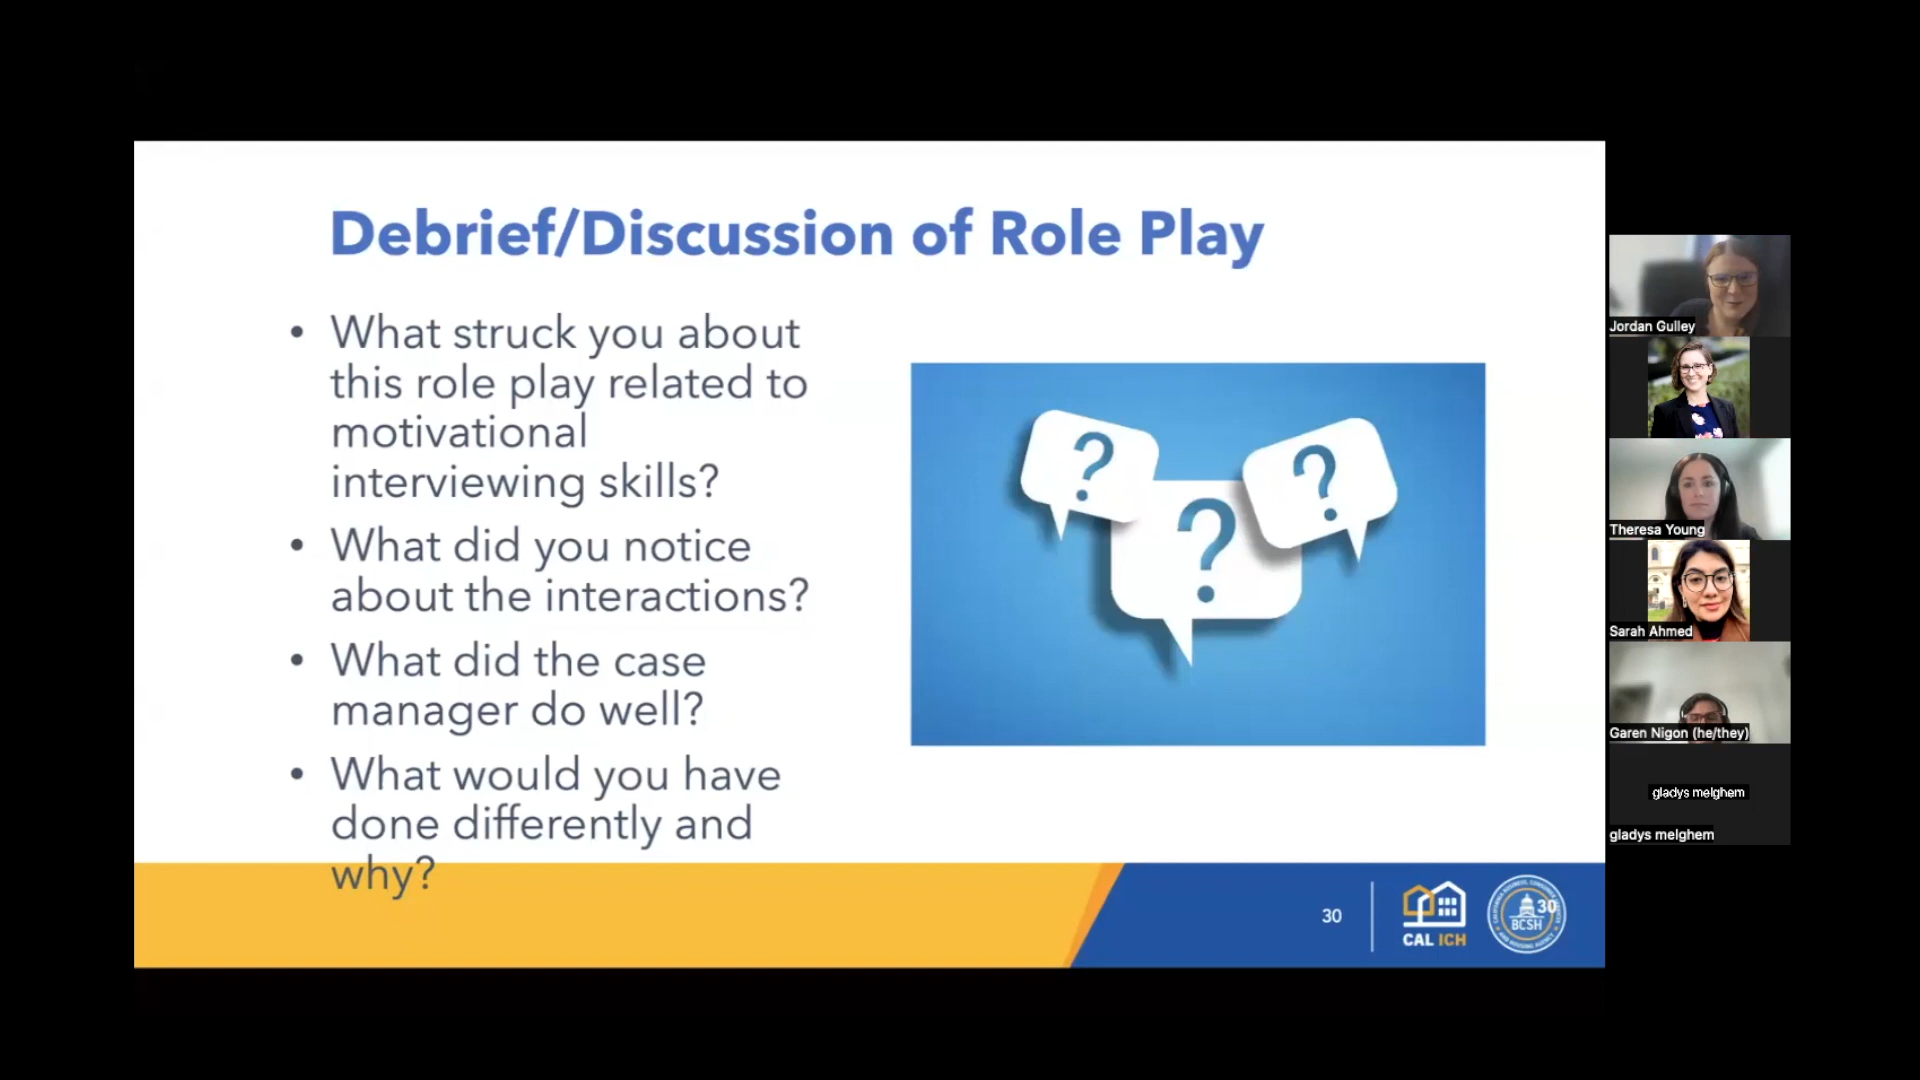 Debrief/Discussion of Role Play
• What struck you about
this role play related to
motivational
interviewing skills?
• What did you notice
about the interactions?
• What did the case
manager do well?
• What would you have
done differently and
why?
?
?
?
30
CAL ICH
30
BCSH
Jordan Gulley
Theresa Young
Sarah Ahmed
Garen Nigon (he/they)
gladys melghem
gladys melghem